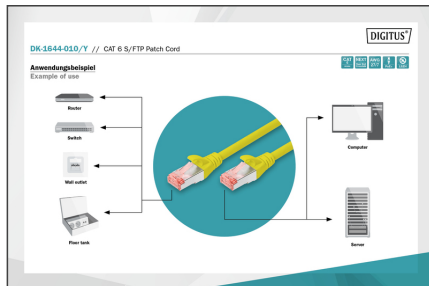 DIGITUS®
DK-1644-010/Y // CAT 6 S/FTP Patch Cord
Anwendungsbeispiel
Example of use
Router
Switch
Wall outlet
Floor tank
Computer
Server